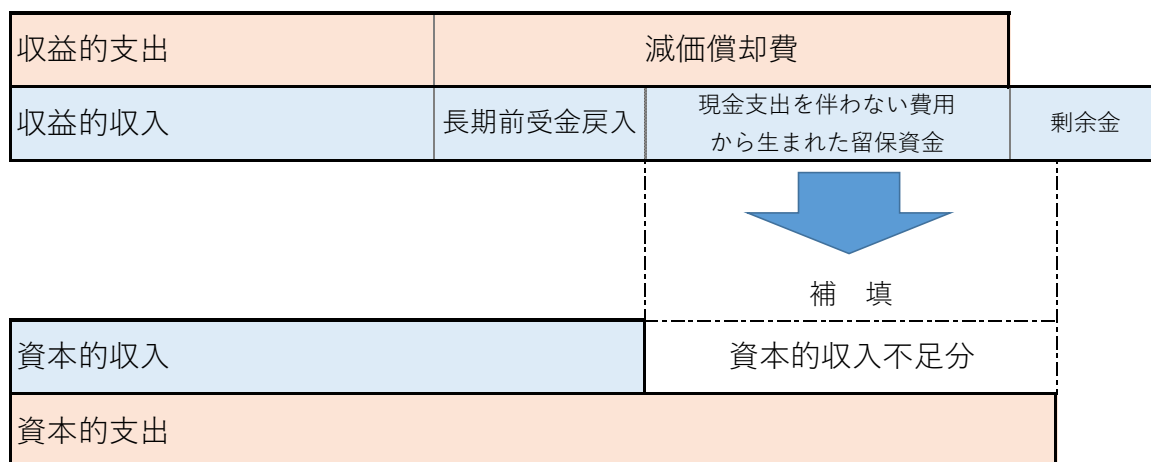 収益的支出
減価償却費
収益的収入
長期前受金戻入
現金支出を伴わない費用
から生まれた留保資金
剰余金
補　填
資本的収入
資本的収入不足分
資本的支出